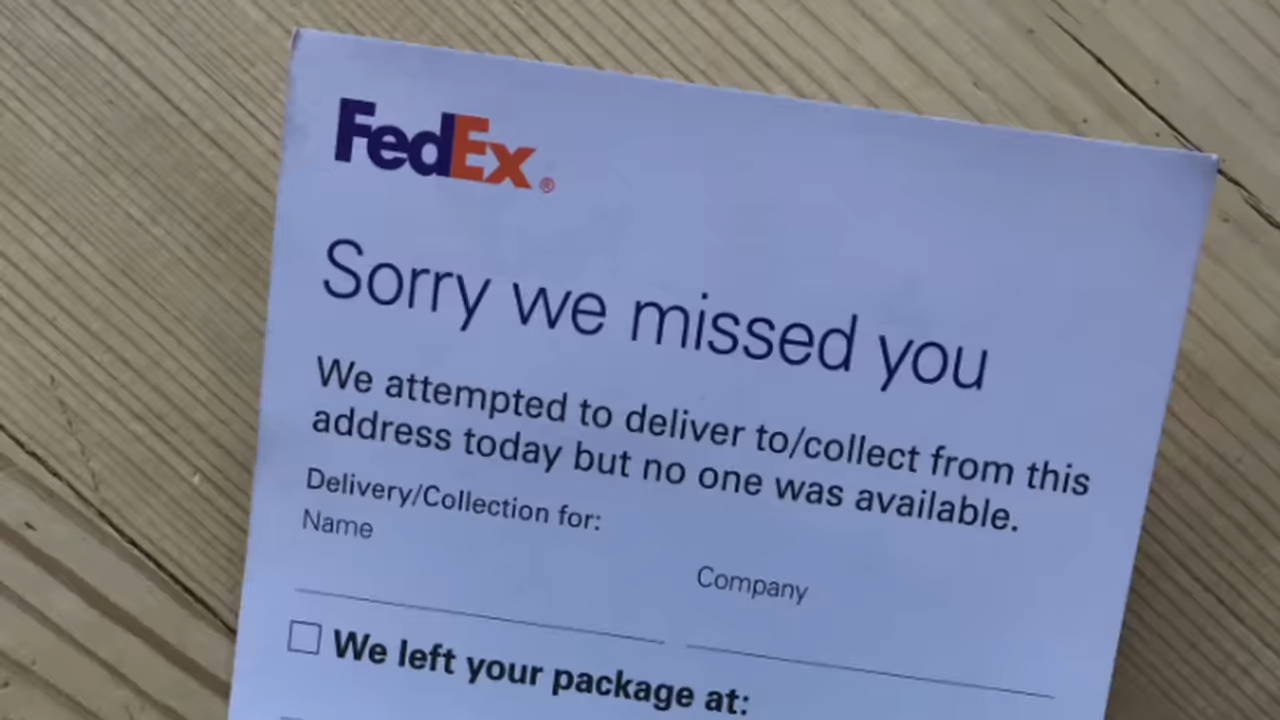 FedEx®
Sorry we missed you
We attempted to deliver to/collect from this
address today but no one was available.
Delivery/Collection for:
Name
Company
We left your package at: